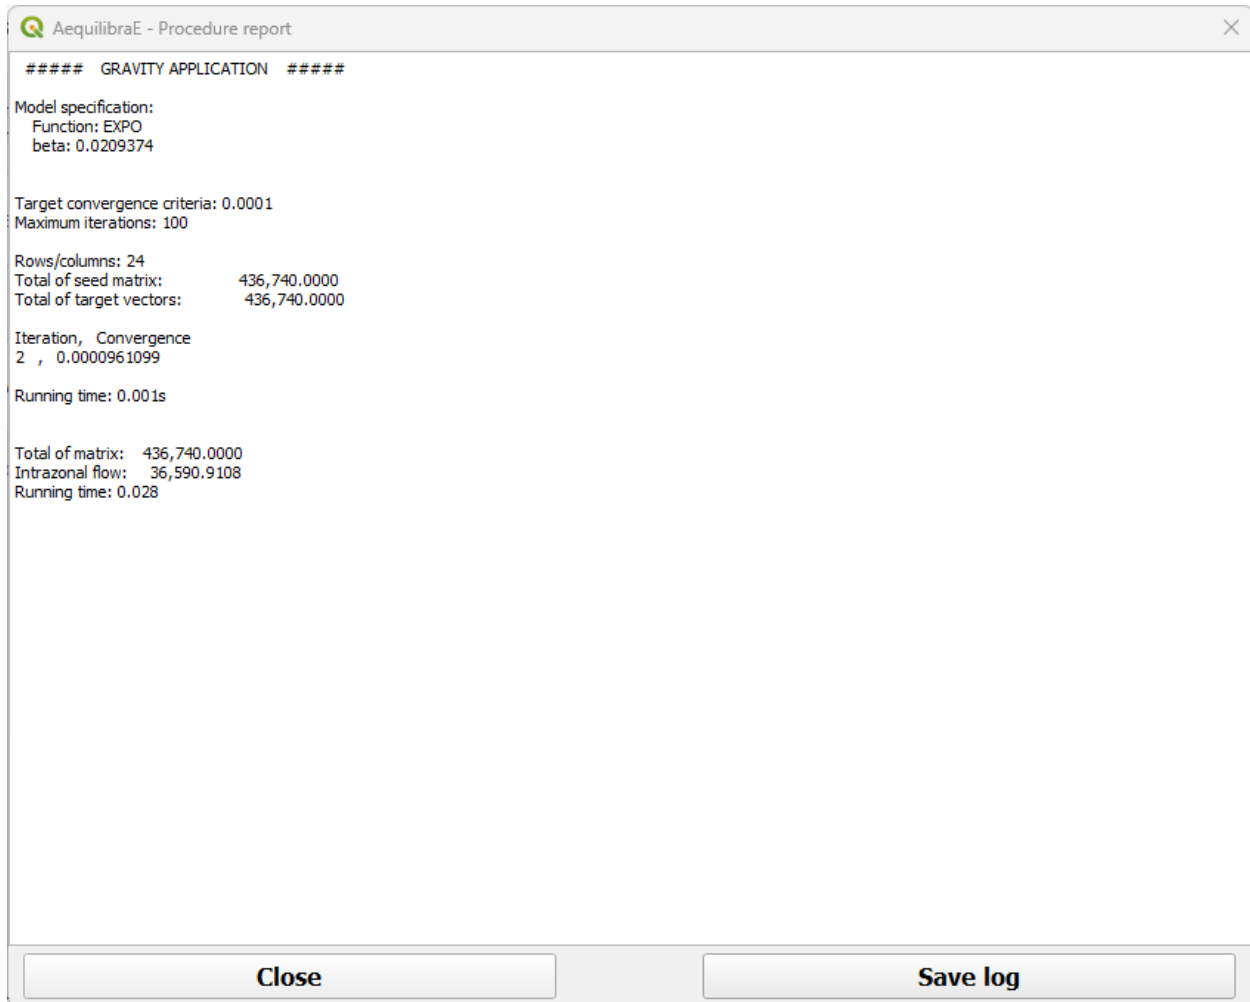 AequilibraE - Procedure report
##### GRAVITY APPLICATION #####
Model specification:
Function: EXPO
beta: 0.0209374
Target convergence criteria: 0.0001
Maximum iterations: 100
Rows/columns: 24
Total of seed matrix: 436,740.0000
Total of target vectors: 436,740.0000
Iteration, Convergence
2 , 0.0000961099
Running time: 0.001s
Total of matrix: 436,740.0000
Intrazonal flow: 36,590.9108
Running time: 0.028
Close Save log